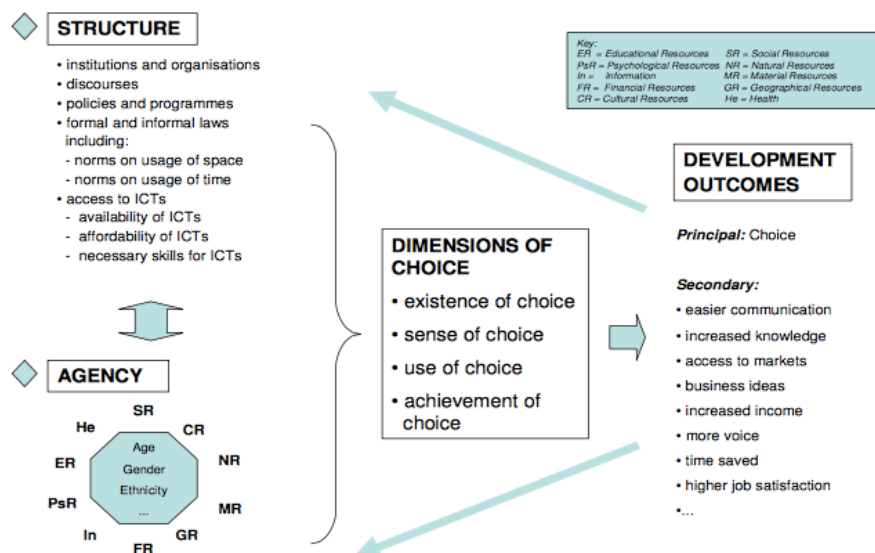 STRUCTURE
• institutions and organisations
• discourses
• policies and programmes
• formal and informal laws
including:
- norms on usage of space
- norms on usage of time
• access to ICTs
- availability of ICTs
- affordability of ICTs
- necessary skills for ICTs
AGENCY
SR
He
CR
ER
NR
PsR
MR
In
GR
FR
Age
Gender
Ethnicity
...
DIMENSIONS OF
CHOICE
• existence of choice
• sense of choice
• use of choice
• achievement of
choice
Key:
ER = Educational Resources SR = Social Resources
PsR = Psychological Resources NR = Natural Resources
In = Information MR = Material Resources
FR = Financial Resources GR = Geographical Resources
CR = Cultural Resources He = Health
DEVELOPMENT
OUTCOMES
Principal: Choice
Secondary:
• easier communication
• increased knowledge
• access to markets
• business ideas
• increased income
• more voice
• time saved
• higher job satisfaction
•...